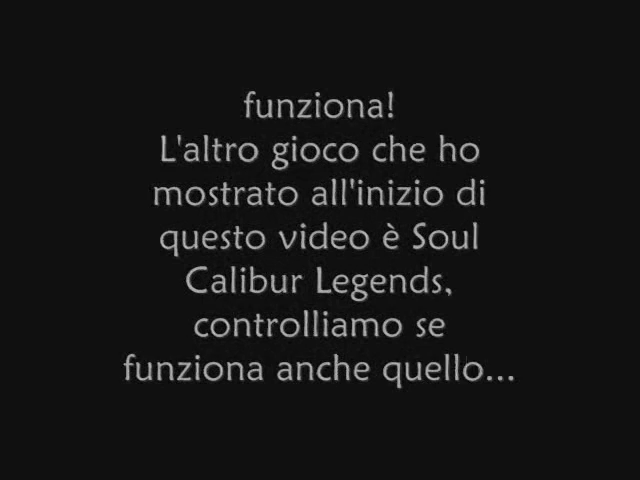 funziona!
L'altro gioco che ho
mostrato all'inizio di
questo video è Soul
Calibur Legends,
controlliamo se
funziona anche quello...